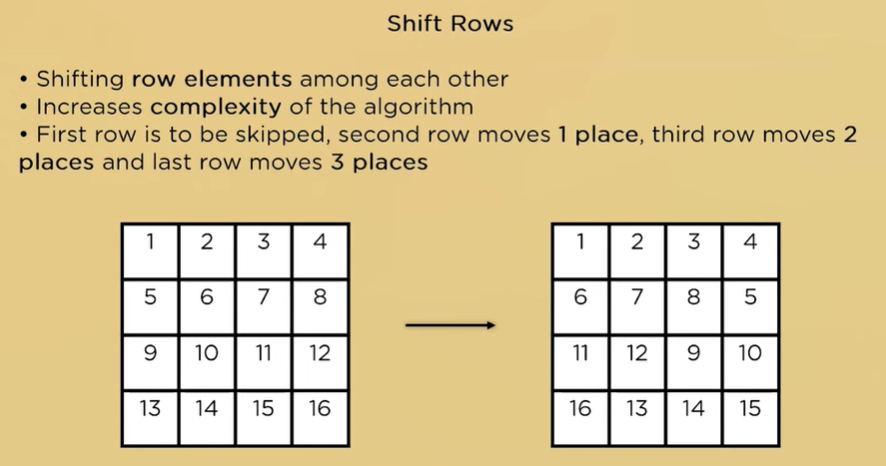 Shift Rows
• Shifting row elements among each other
• Increases complexity of the algorithm
• First row is to be skipped, second row moves 1 place, third row moves 2
places and last row moves 3 places
1 2 3 4
5 6 7 8
9 10 11 12
13 14 15 16
1 2 3 4
6 7 8 5
11 12 9 10
16 13 14 15